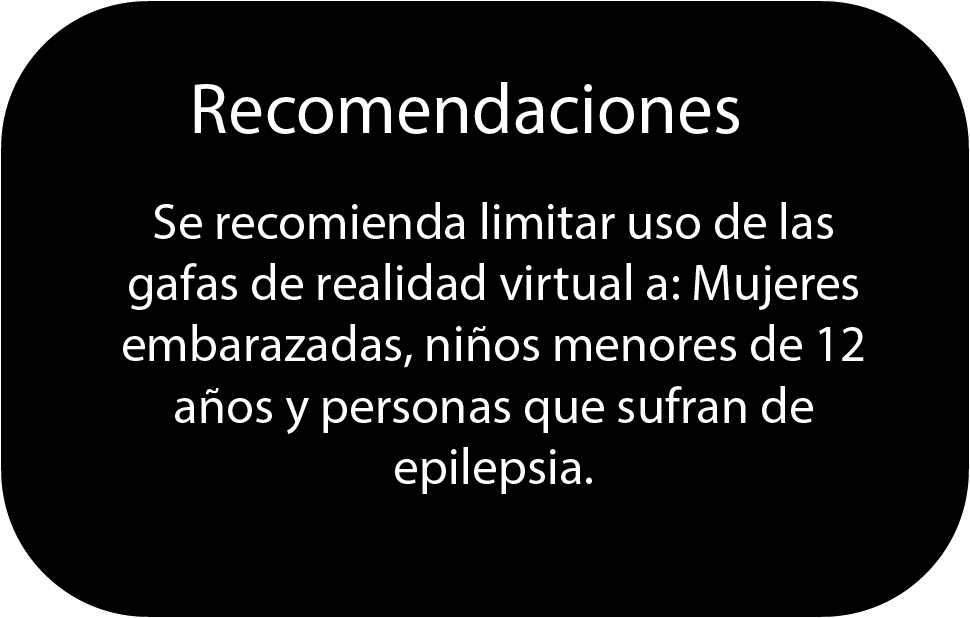 Recomendaciones
Se recomienda limitar uso de las
gafas de realidad virtual a: Mujeres
embarazadas, niños menores de 12
años y personas que sufran de
epilepsia.